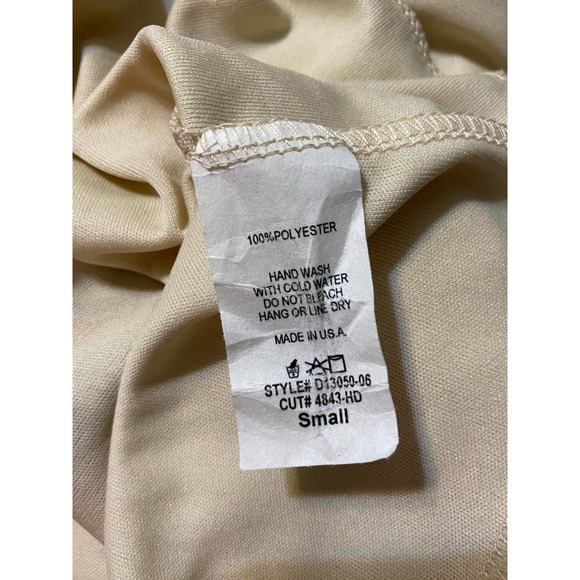 100%POLYESTER
HAND WASH
WITH COLD WATER
DO NOT BLEACH
HANG OR LINE DRY
MADE IN U.S.A.
STYLE# D13050-06
CUT# 4843-HD
Small